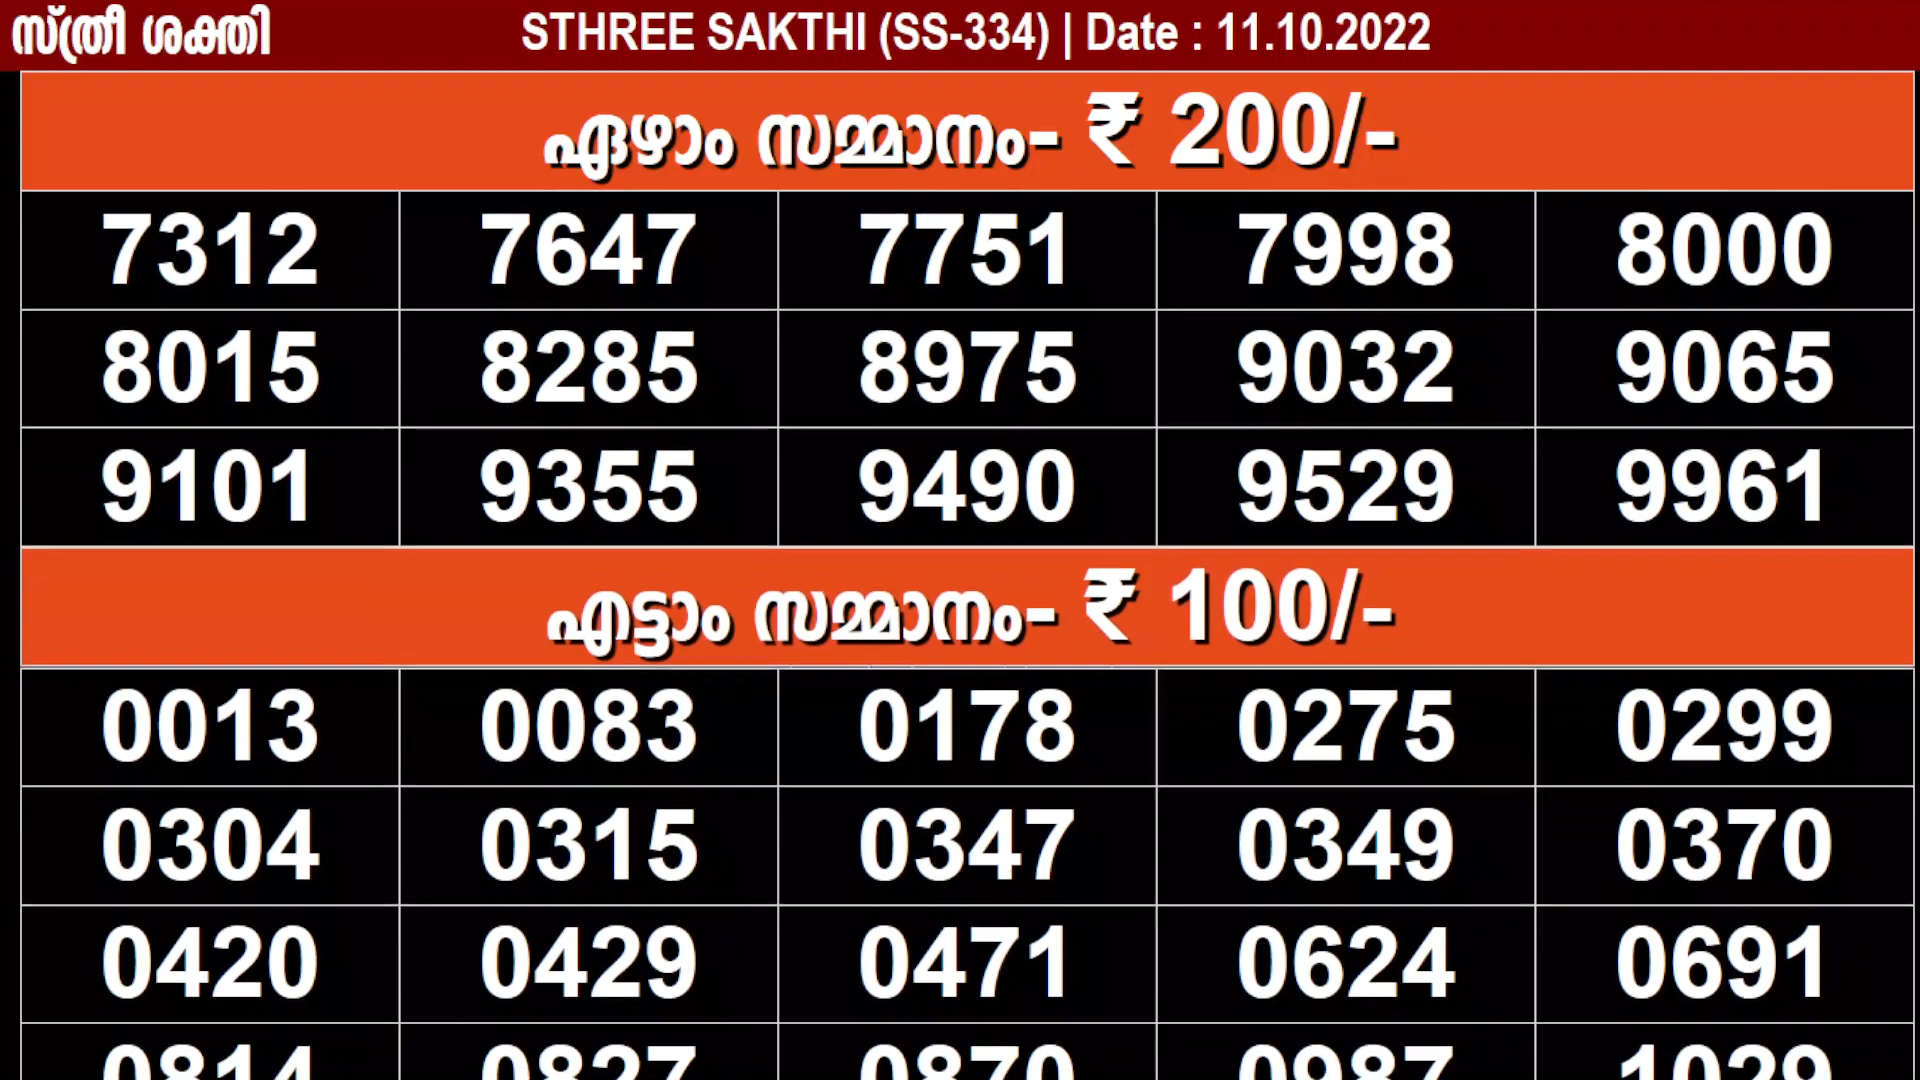 സ്ത്രീ ശക്തി STHREE SAKTHI (SS-334) | Date : 11.10.2022
ഏഴാം സമ്മാനം- ₹ 200/-
7312 7647 7751 7998 8000
8015 8285 8975 9032 9065
9101 9355 9490 9529 9961
എട്ടാം സമ്മാനം- ₹ 100/-
0013 0083 0178 0275 0299
0304 0315 0347 0349 0370
0420 0429 0471 0624 0691
0814 0827 0870 0987 1029